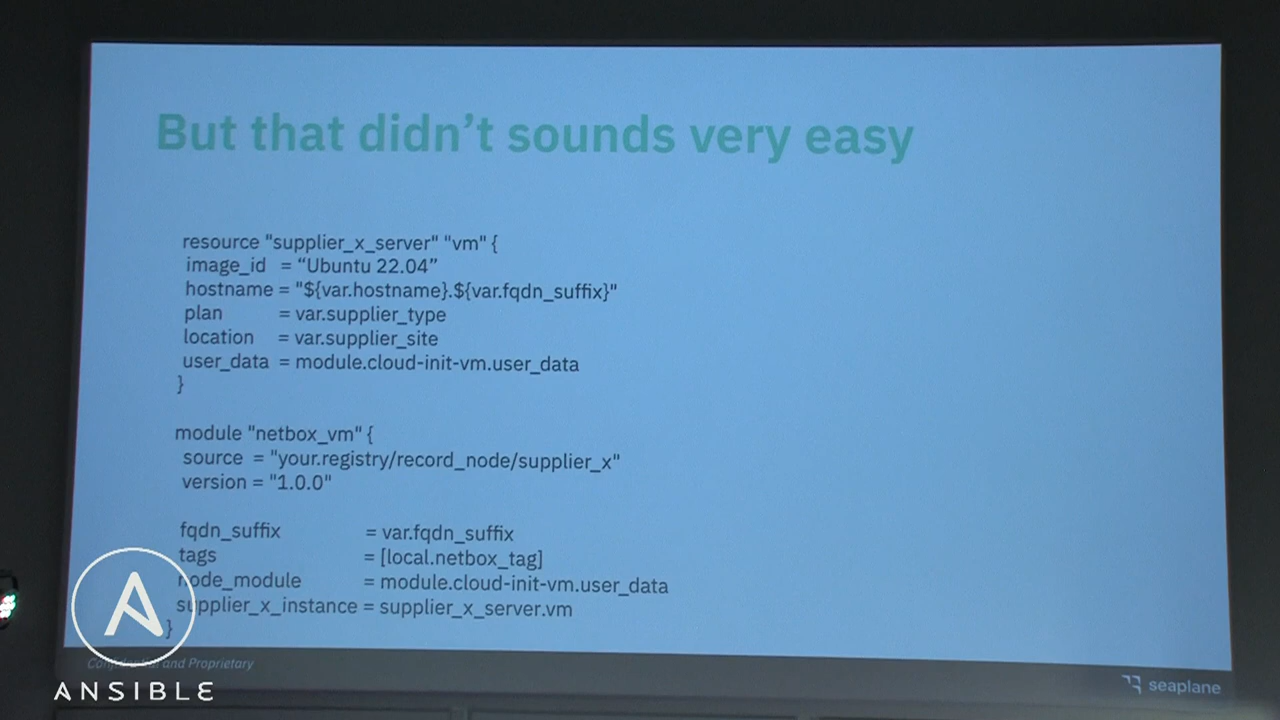 But that didn't sounds very easy
resource "supplier_x_server" "vm" {
image_id = “Ubuntu 22.04”
hostname = "${var.hostname}.${var.fqdn_suffix}"
plan = var.supplier_type
location = var.supplier_site
user_data = module.cloud-init-vm.user_data
}
module "netbox_vm" {
source = "your.registry/record_node/supplier_x"
version = "1.0.0"
fqdn_suffix = var.fqdn_suffix
tags = [local.netbox_tag]
node_module = module.cloud-init-vm.user_data
supplier_x_instance = supplier_x_server.vm
}
Confidential and Proprietary
seaplane
ANSIBLE